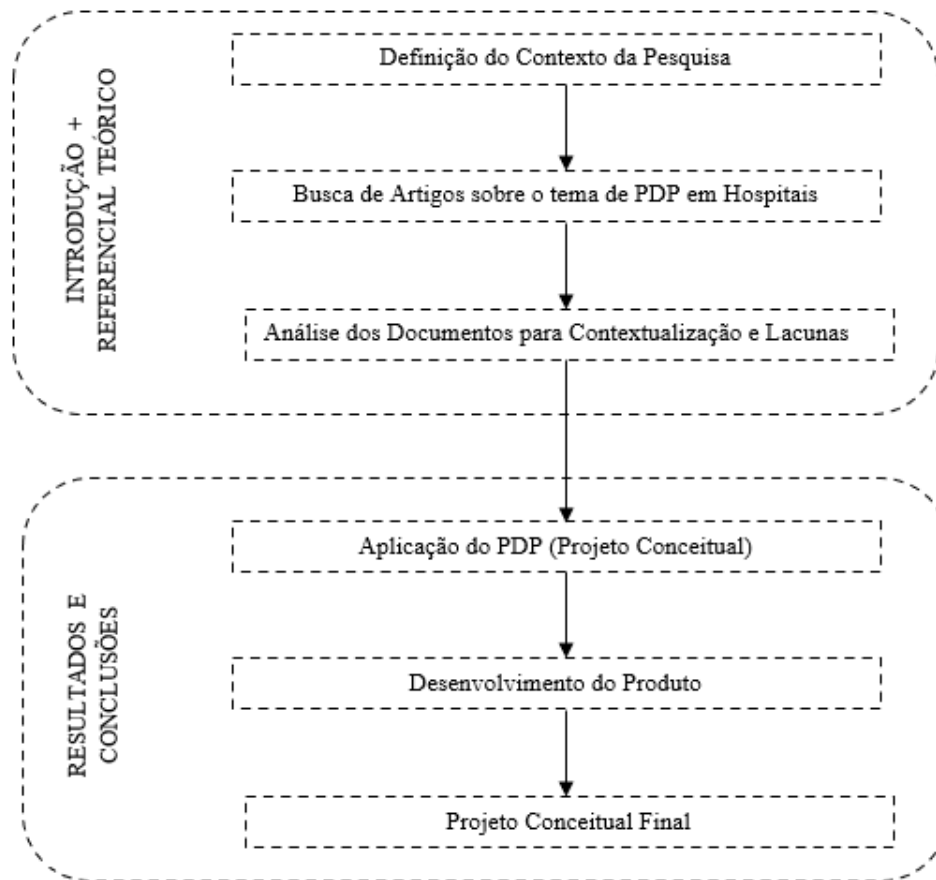 INTRODUÇÃO +
REFERENCIAL TEÓRICO
Definição do Contexto da Pesquisa
Busca de Artigos sobre o tema de PDP em Hospitais
Análise dos Documentos para Contextualização e Lacunas
RESULTADOS E
CONCLUSÕES
Aplicação do PDP (Projeto Conceitual)
Desenvolvimento do Produto
Projeto Conceitual Final